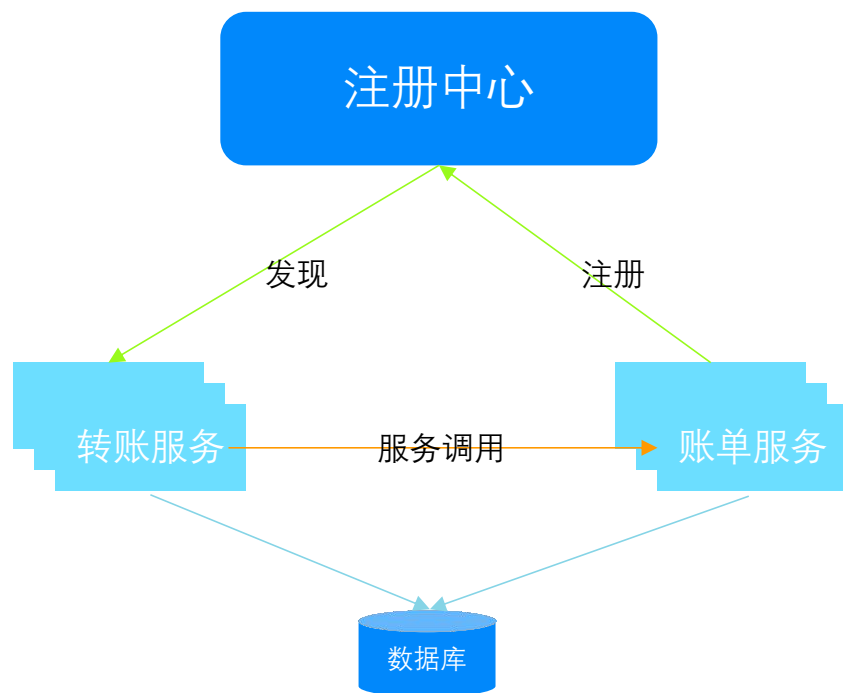 注册中心
发现
注册
转账服务
服务调用
账单服务
数据库